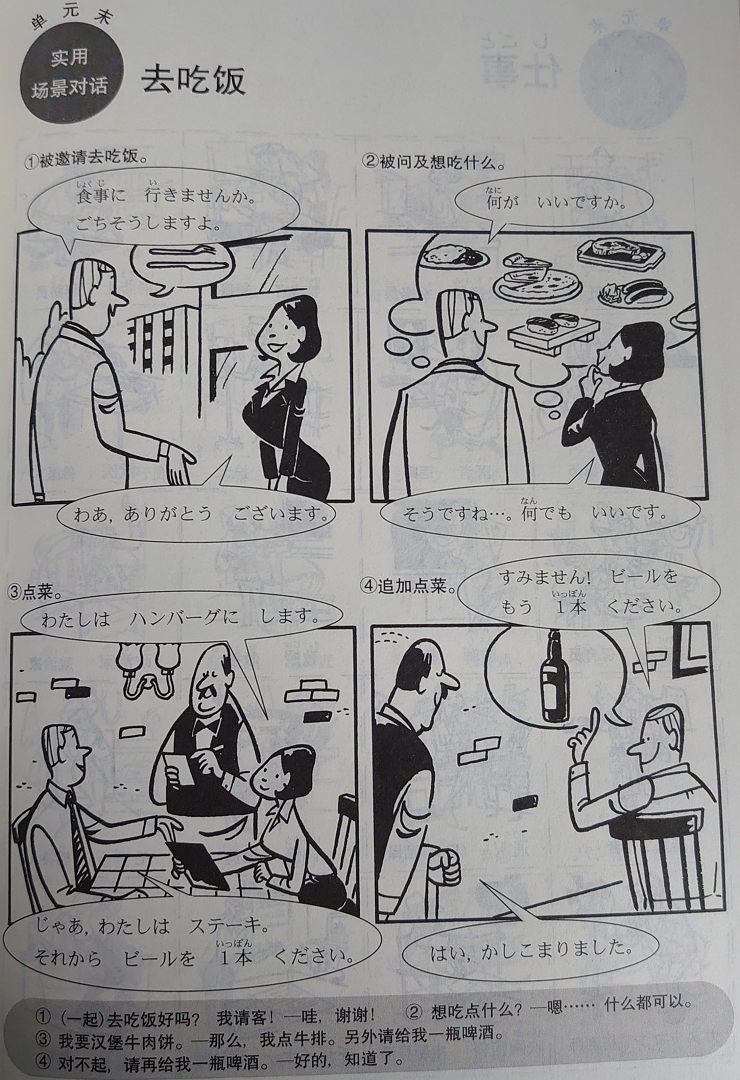 单元末
实用
场景对话
去吃饭
①被邀请去吃饭。
食事に 行きませんか。
ごちそうしますよ。
わあ, ありがとう ございます。
②被问及想吃什么。
何が いいですか。
そうですね…。何でも いいです。
③点菜。
わたしは ハンバーグに します。
じゃあ, わたしは ステーキ。
それから ビールを 1本 ください。
④追加点菜。
すみません! ビールを
もう 1本 ください。
はい, かしこまりました。
① (一起)去吃饭好吗? 我请客! —哇, 谢谢! ② 想吃点什么? —嗯…… 什么都可以。
③ 我要汉堡牛肉饼。—那么, 我点牛排。另外请给我一瓶啤酒。
④ 对不起, 请再给我一瓶啤酒。—好的, 知道了。